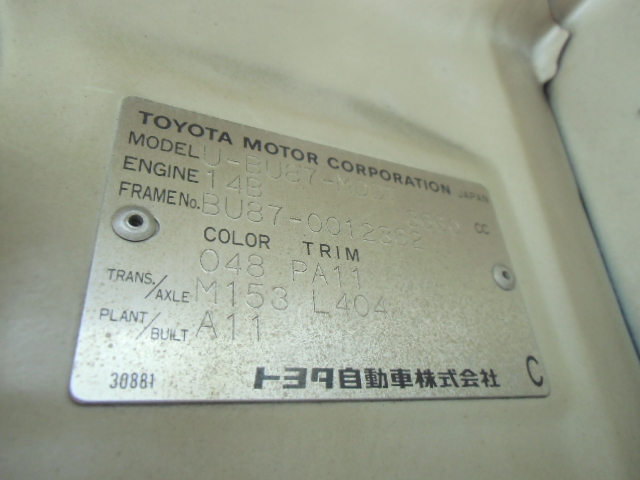 TOYOTA MOTOR CORPORATION JAPAN
MODEL U-BU87-
ENGINE 14B CC
FRAME No. BU87-
COLOR TRIM
048 PA11
TRANS./AXLE M153 L404
PLANT/BUILT A11
30881 トヨタ自動車株式会社 C